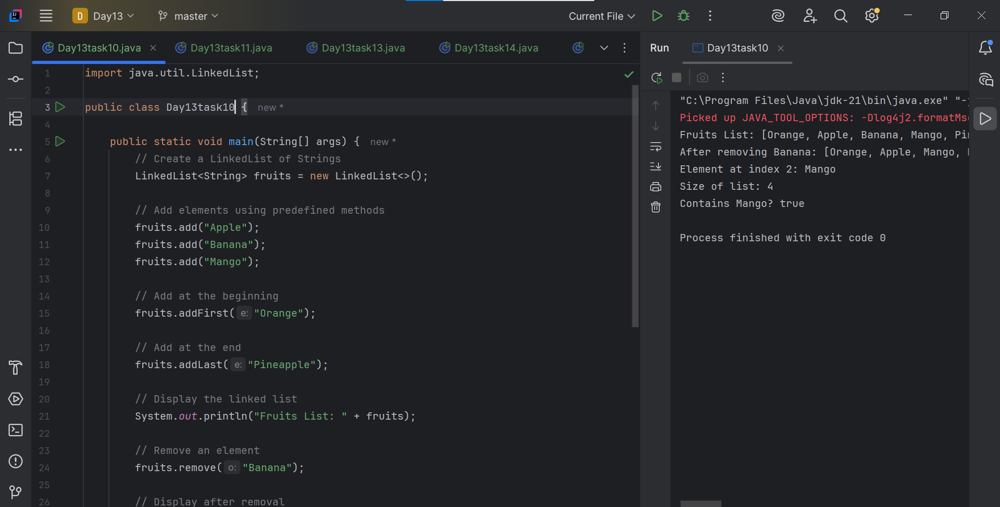 D Day13 master Current File
Day13task10.java Day13task11.java Day13task13.java Day13task14.java
1 import java.util.LinkedList;
2
3 public class Day13task10 { new *
4
5 public static void main(String[] args) { new *
6 // Create a LinkedList of Strings
7 LinkedList<String> fruits = new LinkedList<>();
8
9 // Add elements using predefined methods
10 fruits.add("Apple");
11 fruits.add("Banana");
12 fruits.add("Mango");
13
14 // Add at the beginning
15 fruits.addFirst( e: "Orange");
16
17 // Add at the end
18 fruits.addLast( e: "Pineapple");
19
20 // Display the linked list
21 System.out.println("Fruits List: " + fruits);
22
23 // Remove an element
24 fruits.remove( o: "Banana");
25
26 // Display after removal
Run Day13task10
"C:\Program Files\Java\jdk-21\bin\java.exe" "-
Picked up JAVA_TOOL_OPTIONS: -Dlog4j2.formatMs
Fruits List: [Orange, Apple, Banana, Mango, Pi
After removing Banana: [Orange, Apple, Mango,
Element at index 2: Mango
Size of list: 4
Contains Mango? true
Process finished with exit code 0